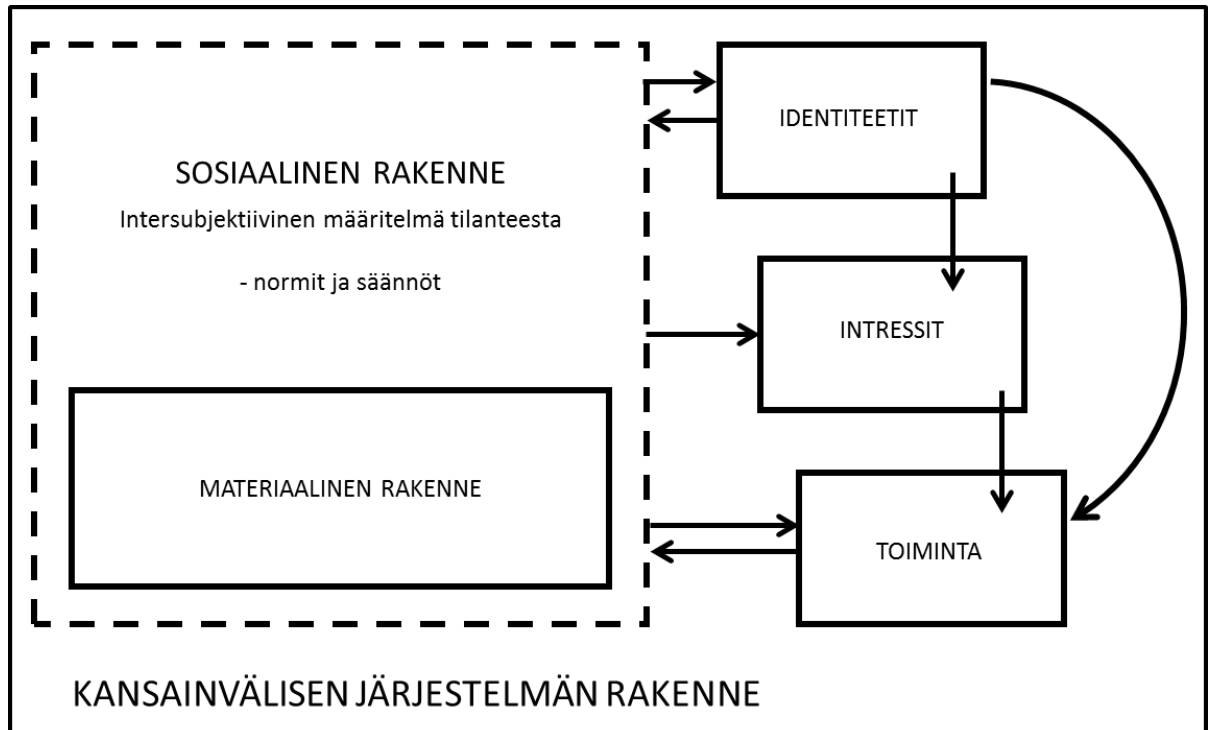 SOSIAALINEN RAKENNE
Intersubjektiivinen määritelmä tilanteesta
- normit ja säännöt
MATERIAALINEN RAKENNE
IDENTITEETIT
INTRESSIT
TOIMINTA
KANSAINVÄLISEN JÄRJESTELMÄN RAKENNE